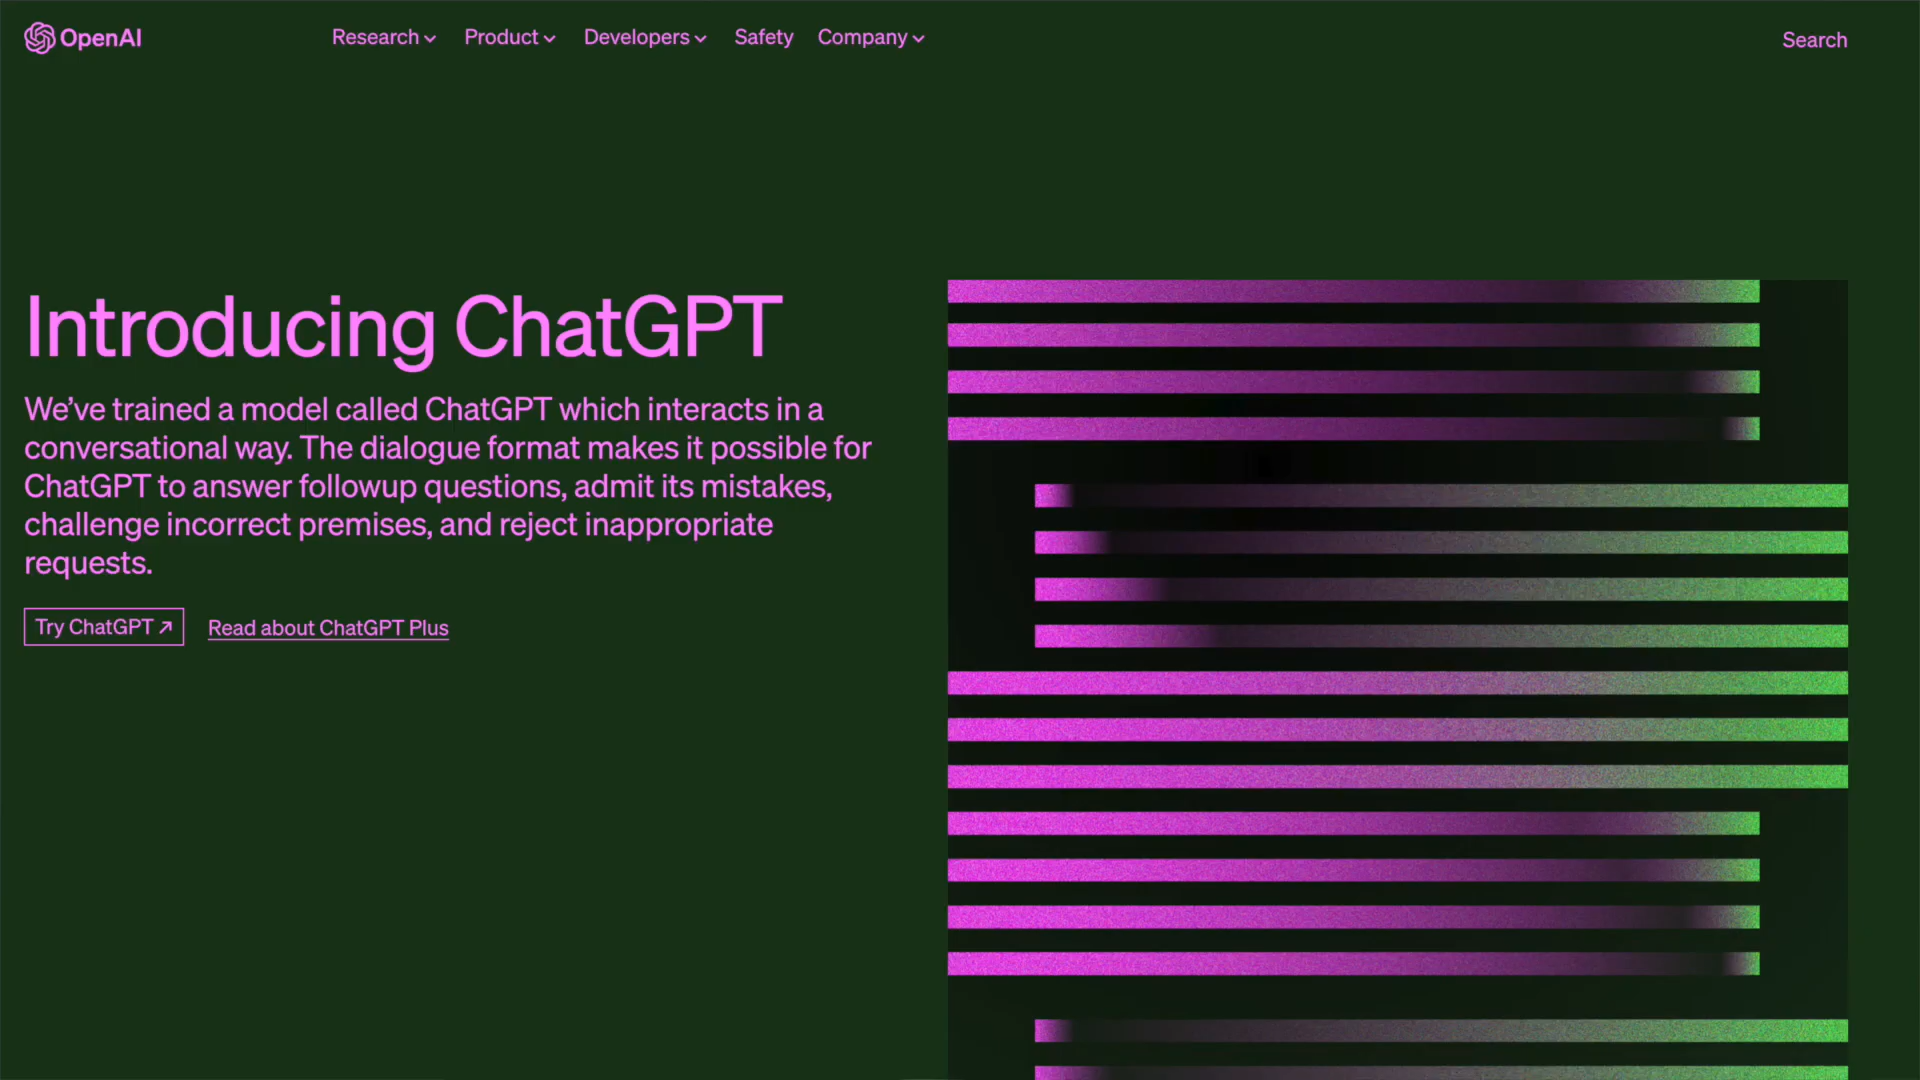 OpenAI
Research Product Developers Safety Company
Search
Introducing ChatGPT
We’ve trained a model called ChatGPT which interacts in a
conversational way. The dialogue format makes it possible for
ChatGPT to answer followup questions, admit its mistakes,
challenge incorrect premises, and reject inappropriate
requests.
Try ChatGPT ↗
Read about ChatGPT Plus